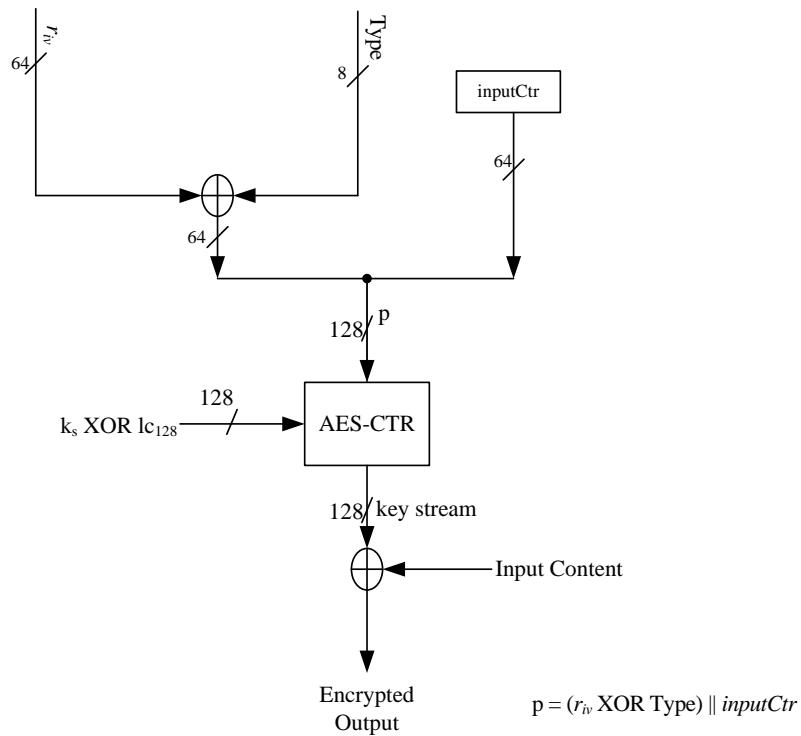 r_iv
Type
64
8
inputCtr
64
64
128
p
128
k_s XOR lc_128
AES-CTR
128
key stream
Input Content
Encrypted
Output
p = (r_iv XOR Type) || inputCtr